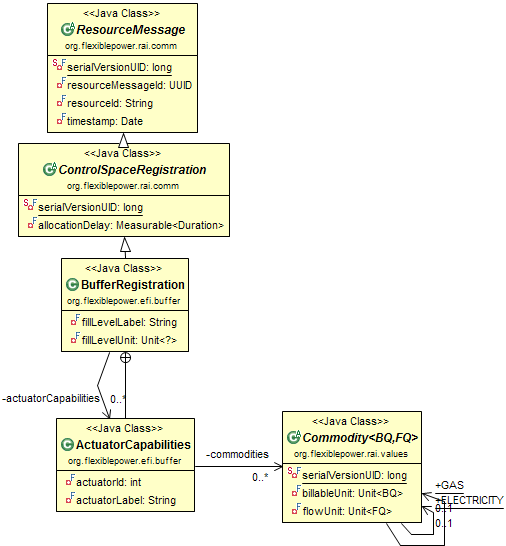 <<Java Class>>
ResourceMessage
org.flexiblepower.rai.comm
serialVersionUID: long
resourceMessageId: UUID
resourceId: String
timestamp: Date
<<Java Class>>
ControlSpaceRegistration
org.flexiblepower.rai.comm
serialVersionUID: long
allocationDelay: Measurable<Duration>
<<Java Class>>
BufferRegistration
org.flexiblepower.efi.buffer
fillLevelLabel: String
fillLevelUnit: Unit<?>
-actuatorCapabilities
0..*
<<Java Class>>
ActuatorCapabilities
org.flexiblepower.efi.buffer
actuatorId: int
actuatorLabel: String
-commodities
0..*
<<Java Class>>
Commodity<BQ,FQ>
org.flexiblepower.rai.values
serialVersionUID: long
billableUnit: Unit<BQ>
flowUnit: Unit<FQ>
+GAS
+ELECTRICITY
0..1
0..1